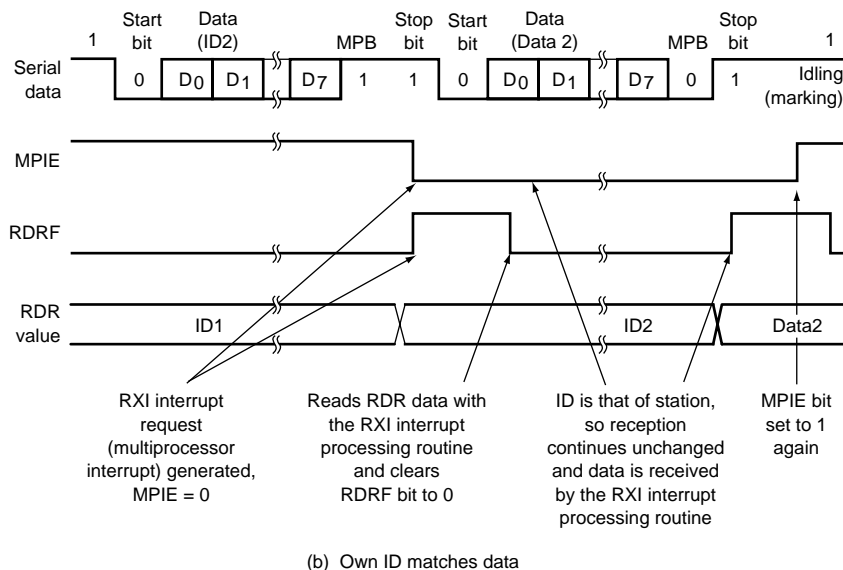 1 Start bit Data (ID2) MPB Stop bit Start bit Data (Data 2) MPB Stop bit 1
Serial data 0 D0 D1 D7 1 1 0 D0 D1 D7 0 1 Idling (marking)
MPIE
RDRF
RDR value ID1 ID2 Data2
RXI interrupt
request
(multiprocessor
interrupt) generated,
MPIE = 0
Reads RDR data with
the RXI interrupt
processing routine
and clears
RDRF bit to 0
ID is that of station,
so reception
continues unchanged
and data is received
by the RXI interrupt
processing routine
MPIE bit
set to 1
again
(b) Own ID matches data